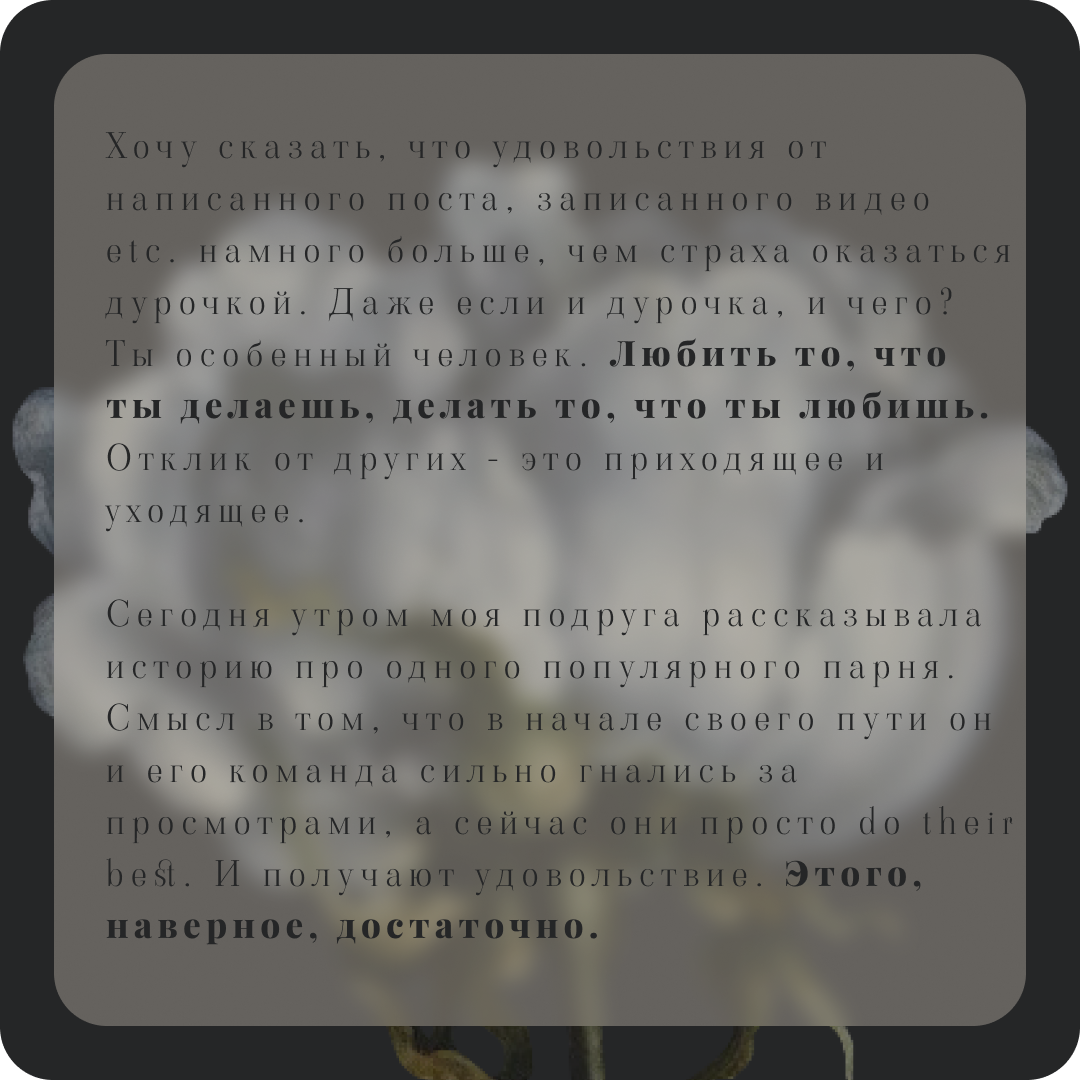 Хочу сказать, что удовольствия от
написанного поста, записанного видео
etc. намного больше, чем страха оказаться
дурочкой. Даже если и дурочка, и чего?
Ты особенный человек. Любить то, что
ты делаешь, делать то, что ты любишь.
Отклик от других - это приходящее и
уходящее.
Сегодня утром моя подруга рассказывала
историю про одного популярного парня.
Смысл в том, что в начале своего пути он
и его команда сильно гнались за
просмотрами, а сейчас они просто do their
best. И получают удовольствие. Этого,
наверное, достаточно.